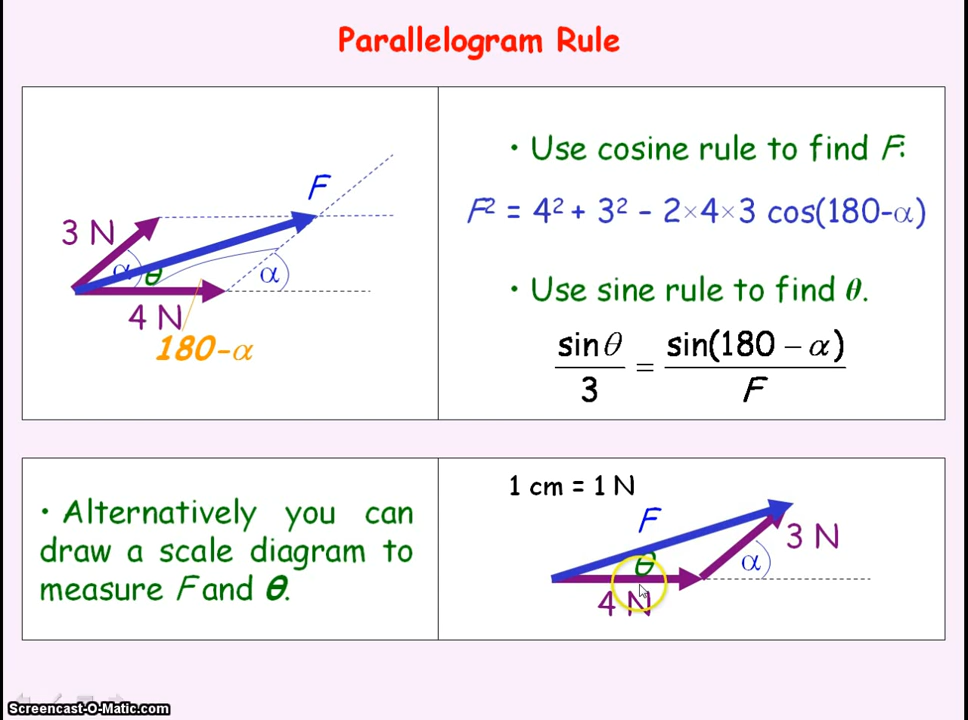 Parallelogram Rule
F
3 N
α
θ
α
4 N
180-α
• Use cosine rule to find F:
F² = 4² + 3² - 2×4×3 cos(180-α)
• Use sine rule to find θ.
sin θ / 3 = sin(180 – α) / F
• Alternatively you can
draw a scale diagram to
measure F and θ.
1 cm = 1 N
F
3 N
θ
α
4 N
Screencast-O-Matic.com